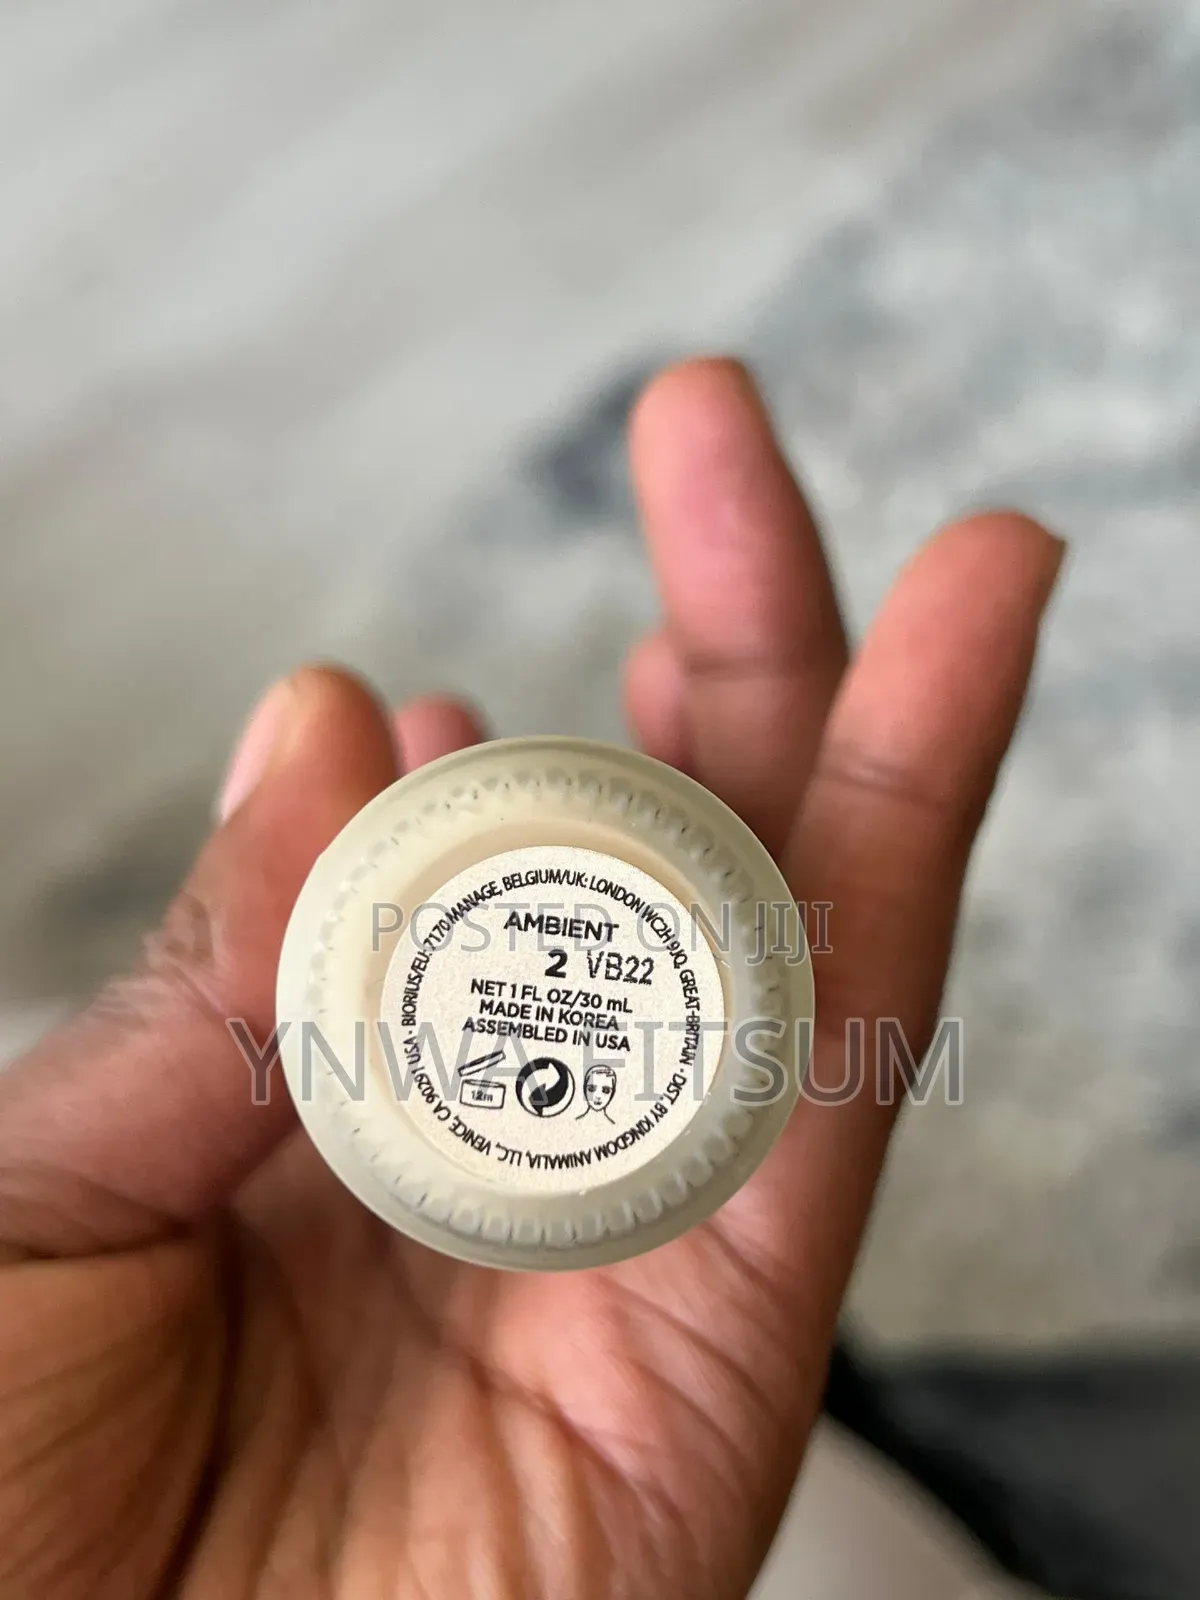 BIORIUS/EU: 7170 MANAGE, BELGIUM/UK: LONDON WC2H 9JQ, GREAT-BRITAIN • DIST. BY KINGDOM ANIMALIA, LLC., VENICE, CA 90291 USA •
AMBIENT
2 VB22
NET 1 FL OZ/30 mL
MADE IN KOREA
ASSEMBLED IN USA
12m
POSTED ON JIJI
YNWA FITSUM